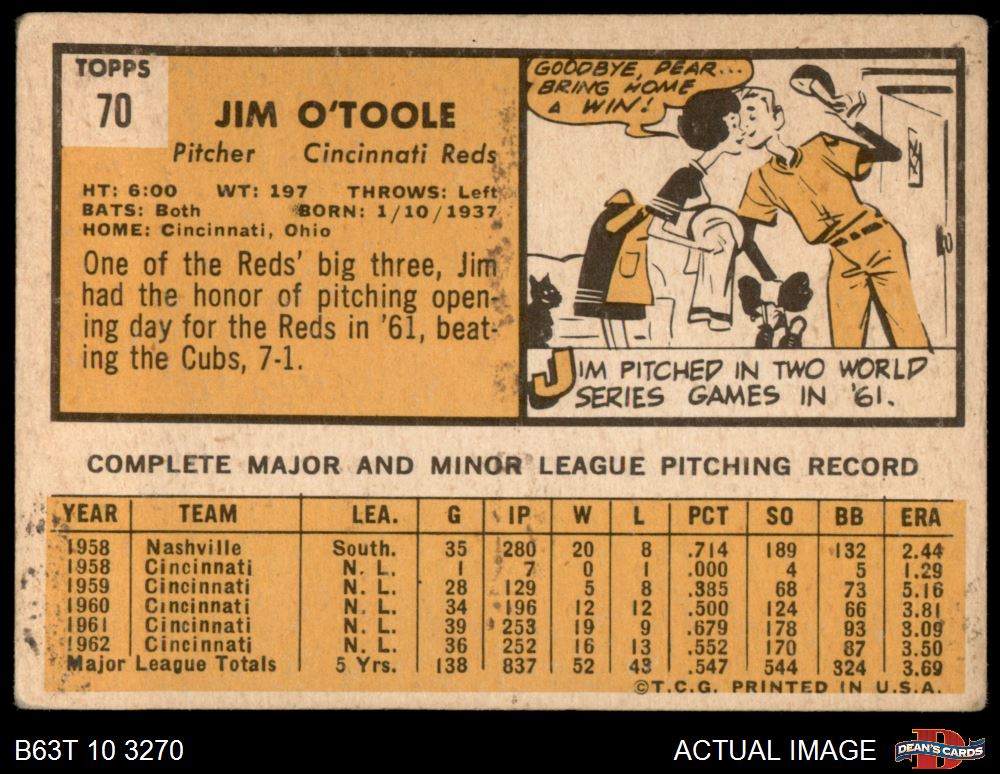 TOPPS
70
JIM O'TOOLE
Pitcher Cincinnati Reds
HT: 6:00 WT: 197 THROWS: Left
BATS: Both BORN: 1/10/1937
HOME: Cincinnati, Ohio
One of the Reds' big three, Jim
had the honor of pitching open-
ing day for the Reds in '61, beat-
ing the Cubs, 7-1.
GOODBYE, DEAR...
BRING HOME
A WIN!
JIM PITCHED IN TWO WORLD
SERIES GAMES IN '61.
COMPLETE MAJOR AND MINOR LEAGUE PITCHING RECORD
YEAR TEAM LEA. G IP W L PCT SO BB ERA
1958 Nashville South. 35 280 20 8 .714 189 132 2.44
1958 Cincinnati N. L. 1 7 0 1 .000 4 5 1.29
1959 Cincinnati N. L. 28 129 5 8 .385 68 73 5.16
1960 Cincinnati N. L. 34 196 12 12 .500 124 66 3.81
1961 Cincinnati N. L. 39 253 19 9 .679 178 93 3.09
1962 Cincinnati N. L. 36 252 16 13 .552 170 87 3.50
Major League Totals 5 Yrs. 138 837 52 43 .547 544 324 3.69
©T.C.G. PRINTED IN U.S.A.
B63T 10 3270
ACTUAL IMAGE
DEAN'S CARDS